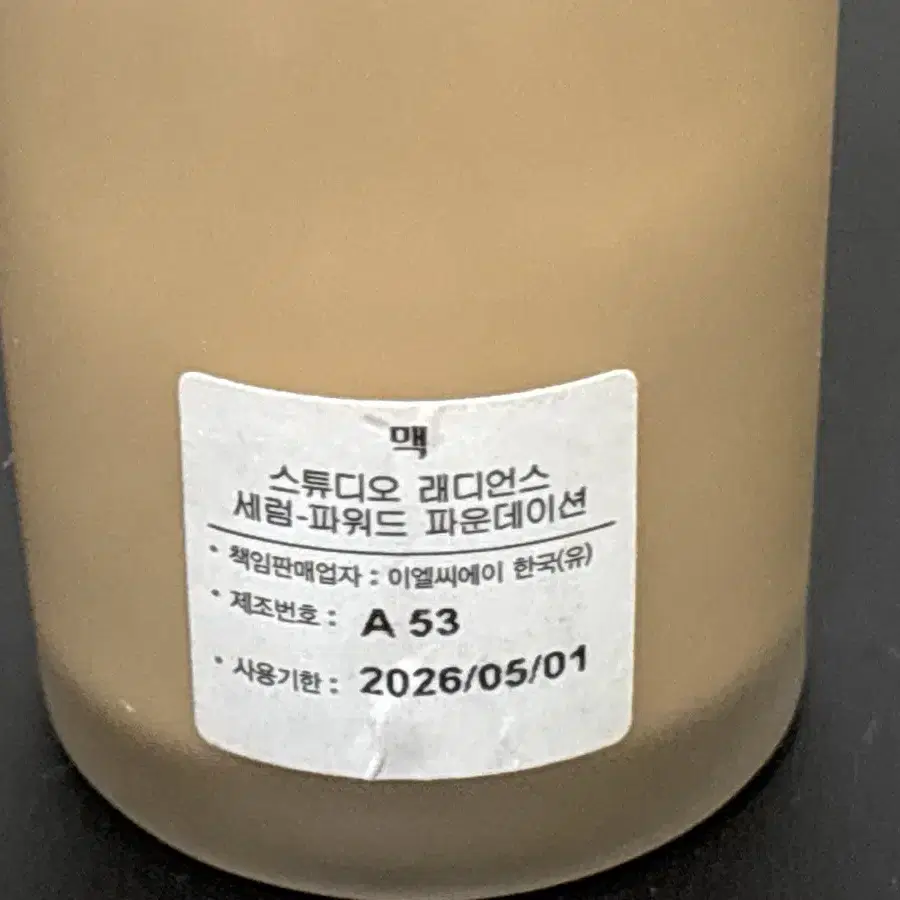 맥
스튜디오 래디언스
세럼-파워드 파운데이션
• 책임판매업자 : 이엘씨에이 한국(유)
• 제조번호 : A 53
• 사용기한 : 2026/05/01